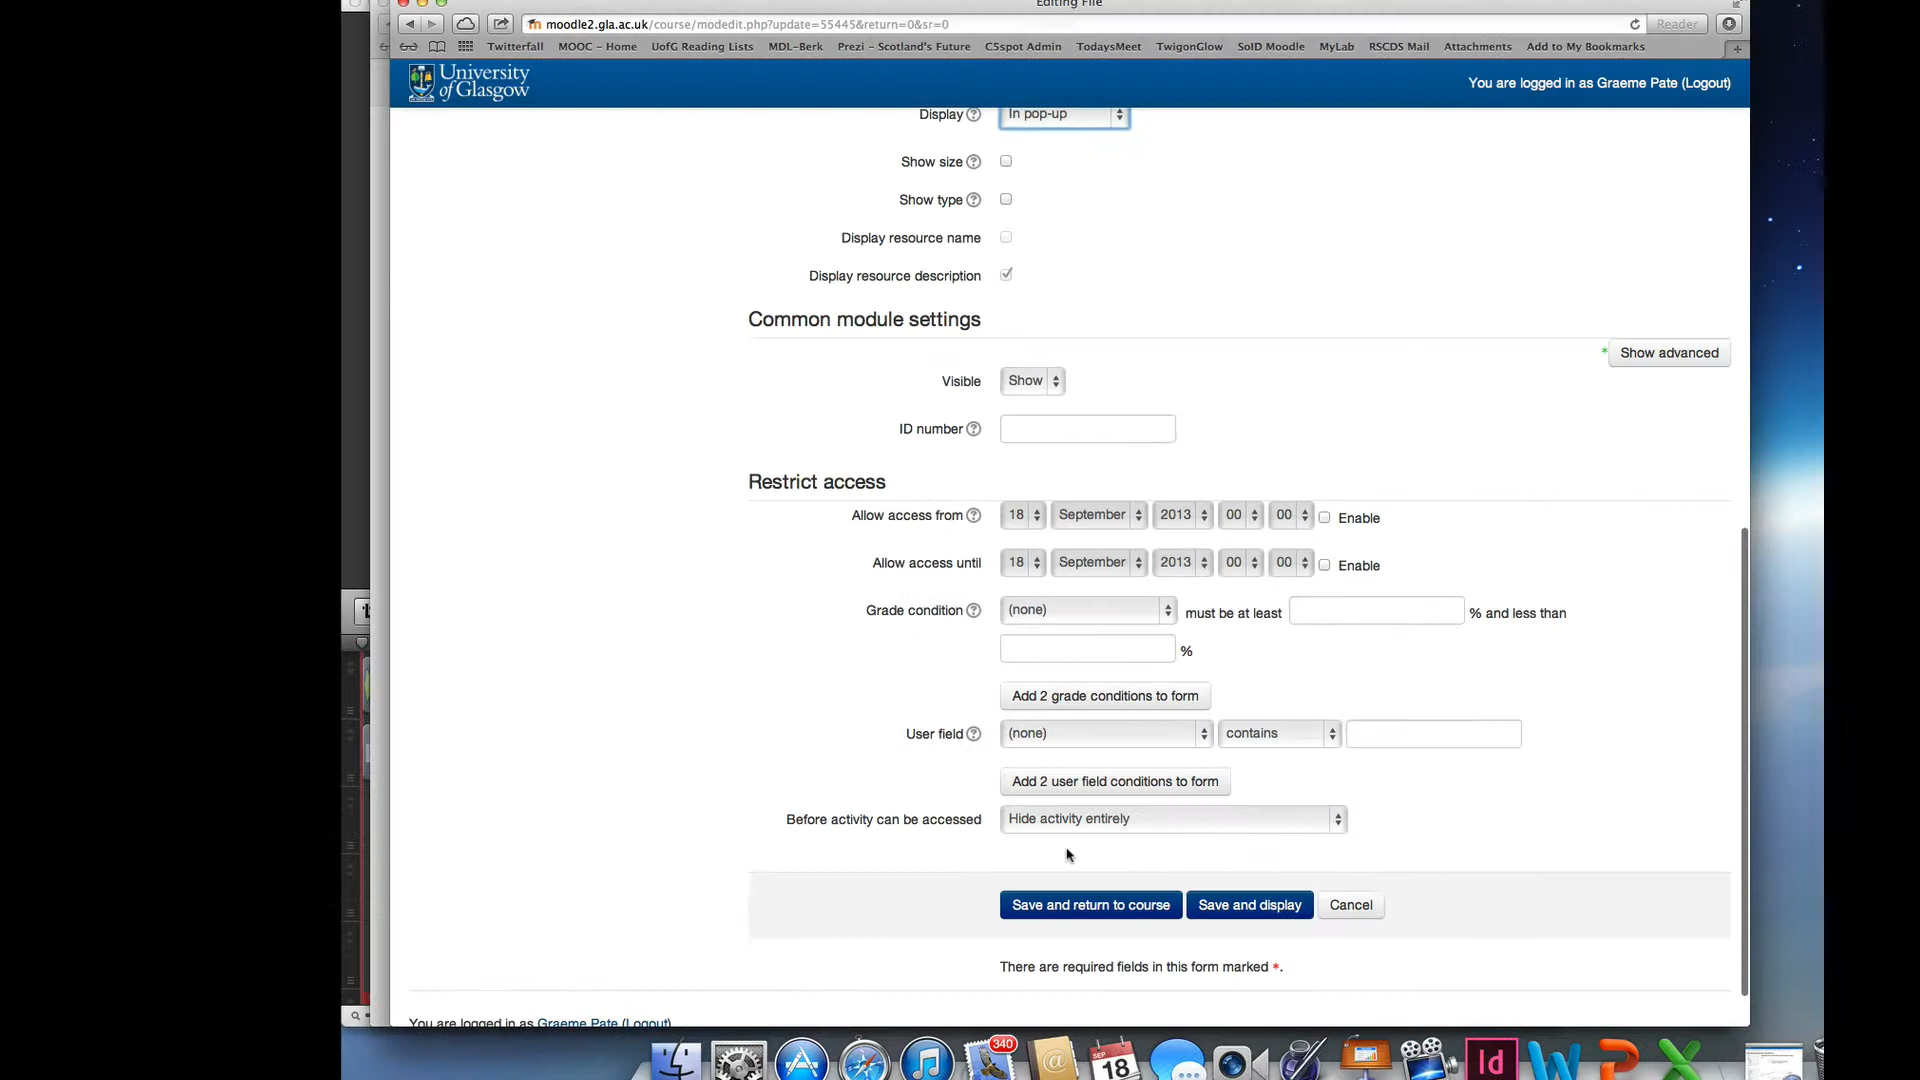 Editing File
moodle2.gla.ac.uk/course/modedit.php?update=55445&return=0&sr=0
Reader
Twitterfall MOOC - Home UofG Reading Lists MDL-Berk Prezi - Scotland's Future CSspot Admin TodaysMeet TwigonGlow SoLD Moodle MyLab RSCDS Mail Attachments Add to My Bookmarks
University of Glasgow
You are logged in as Graeme Pate (Logout)
Display In pop-up
Show size
Show type
Display resource name
Display resource description
Common module settings
* Show advanced
Visible Show
ID number
Restrict access
Allow access from 18 September 2013 00 00 Enable
Allow access until 18 September 2013 00 00 Enable
Grade condition (none) must be at least % and less than
%
Add 2 grade conditions to form
User field (none) contains
Add 2 user field conditions to form
Before activity can be accessed Hide activity entirely
Save and return to course Save and display Cancel
There are required fields in this form marked *.
You are logged in as Graeme Pate (Logout)
340
SEP
18
Id